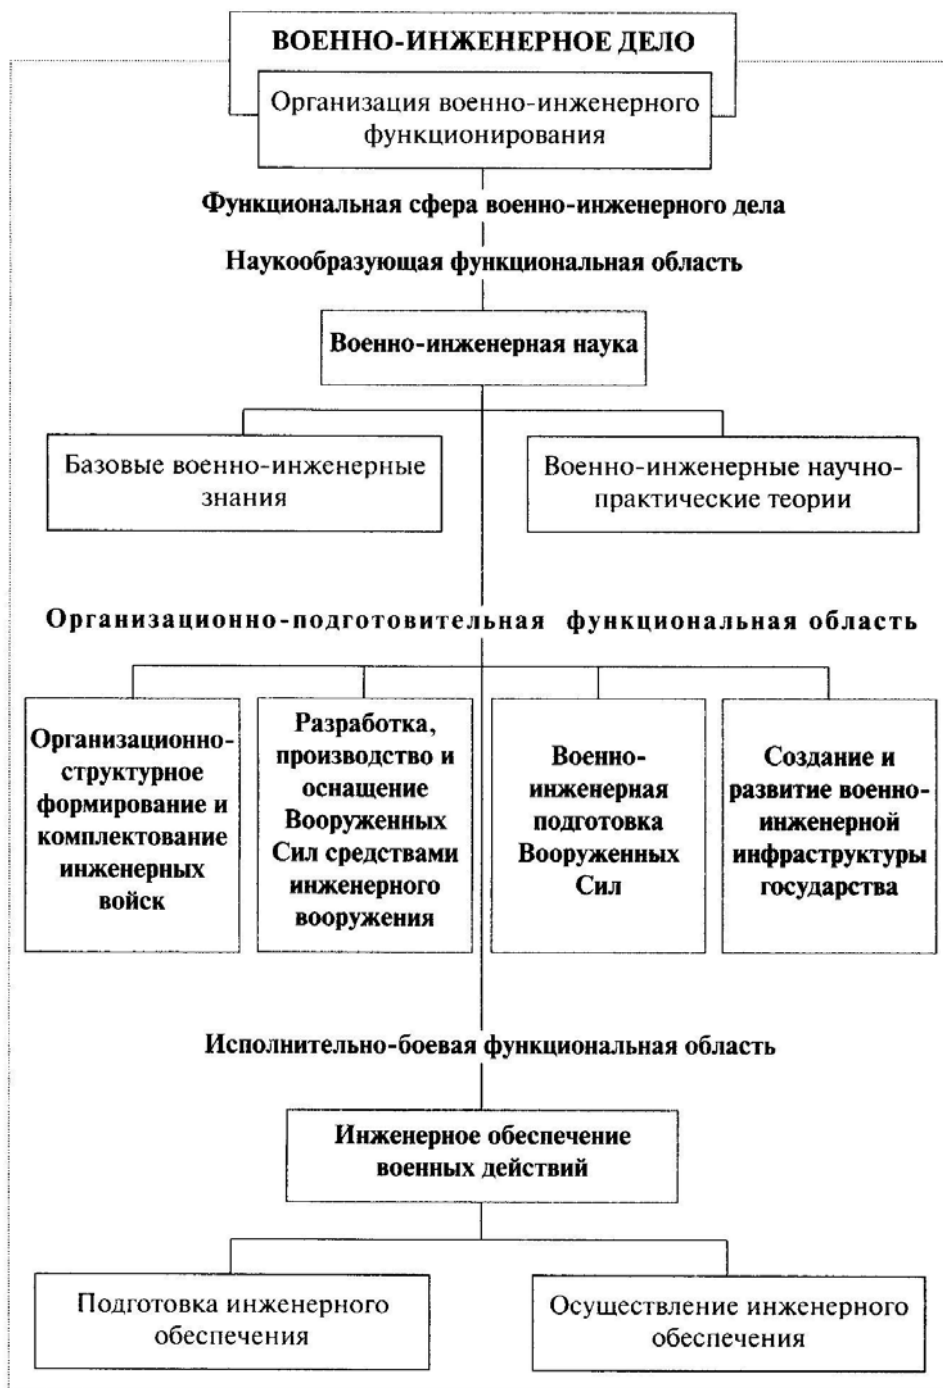 ВОЕННО-ИНЖЕНЕРНОЕ ДЕЛО
Организация военно-инженерного
функционирования
Функциональная сфера военно-инженерного дела
Наукообразующая функциональная область
Военно-инженерная наука
Базовые военно-инженерные
знания
Военно-инженерные научно-
практические теории
Организационно-подготовительная функциональная область
Организационно-
структурное
формирование и
комплектование
инженерных
войск
Разработка,
производство и
оснащение
Вооруженных
Сил средствами
инженерного
вооружения
Военно-
инженерная
подготовка
Вооруженных
Сил
Создание и
развитие военно-
инженерной
инфраструктуры
государства
Исполнительно-боевая функциональная область
Инженерное обеспечение
военных действий
Подготовка инженерного
обеспечения
Осуществление инженерного
обеспечения